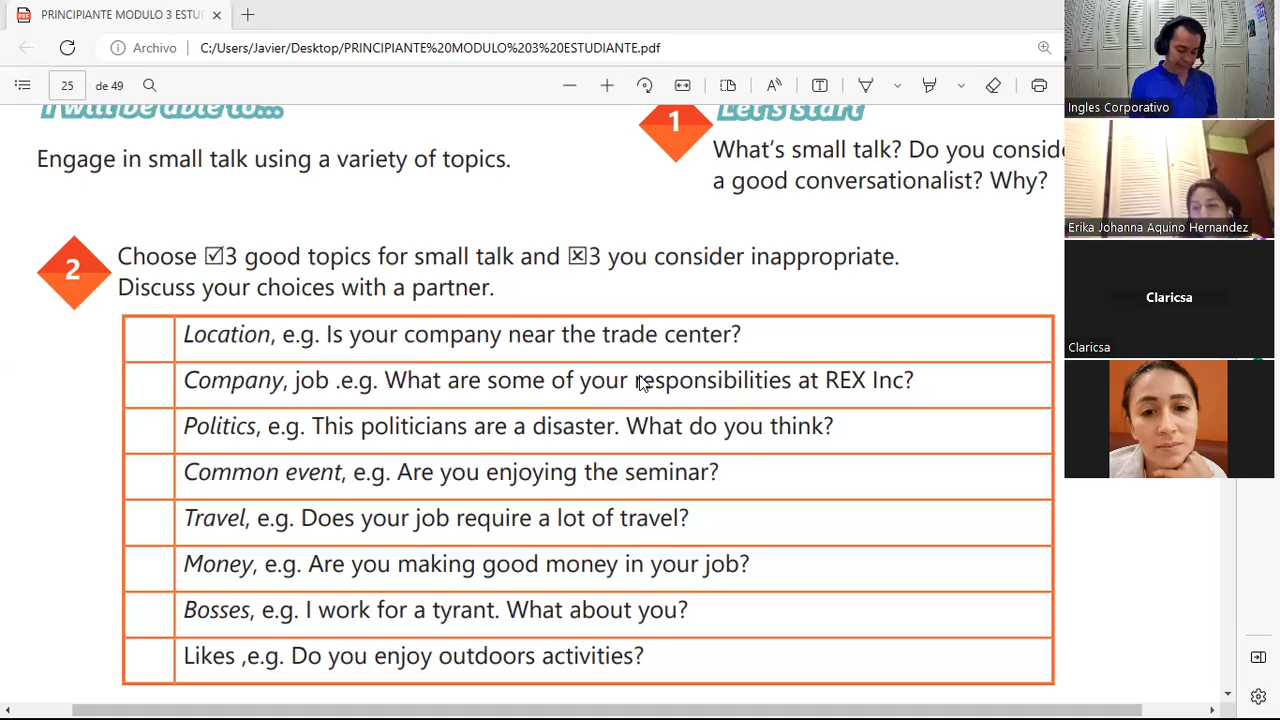 PRINCIPIANTE MODULO 3 ESTU
Archivo
C:/Users/Javier/Desktop/PRINCIPIANTE%20MODULO%203%20ESTUDIANTE.pdf
25
de 49
I will be able to...
Engage in small talk using a variety of topics.
1
Let's start
What's small talk? Do you conside
a good conversationalist? Why?
2
Choose ☑3 good topics for small talk and ☒3 you consider inappropriate.
Discuss your choices with a partner.
Location, e.g. Is your company near the trade center?
Company, job .e.g. What are some of your responsibilities at REX Inc?
Politics, e.g. This politicians are a disaster. What do you think?
Common event, e.g. Are you enjoying the seminar?
Travel, e.g. Does your job require a lot of travel?
Money, e.g. Are you making good money in your job?
Bosses, e.g. I work for a tyrant. What about you?
Likes ,e.g. Do you enjoy outdoors activities?
Ingles Corporativo
Erika Johanna Aquino Hernandez
Claricsa
Claricsa